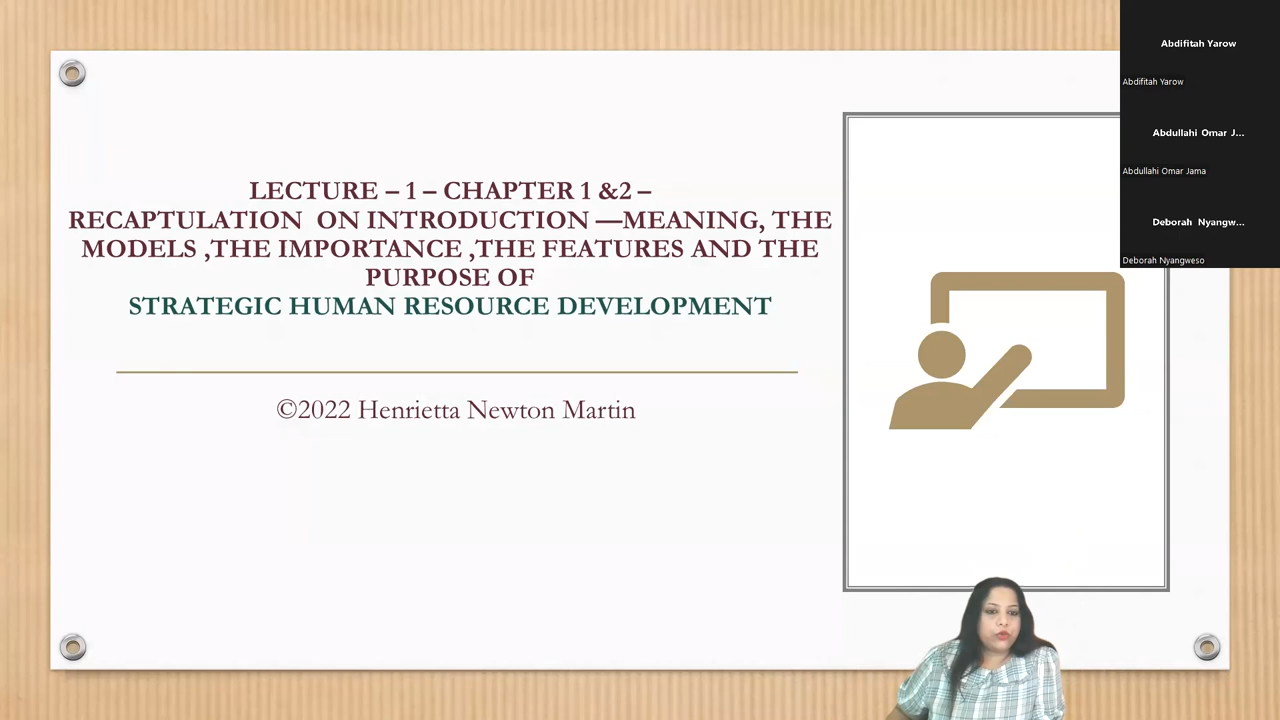 LECTURE – 1 – CHAPTER 1 &2 –
RECAPTULATION ON INTRODUCTION —MEANING, THE
MODELS ,THE IMPORTANCE ,THE FEATURES AND THE
PURPOSE OF
STRATEGIC HUMAN RESOURCE DEVELOPMENT
©2022 Henrietta Newton Martin
Abdifitah Yarow
Abdifitah Yarow
Abdullahi Omar J...
Abdullahi Omar Jama
Deborah Nyangw...
Deborah Nyangweso